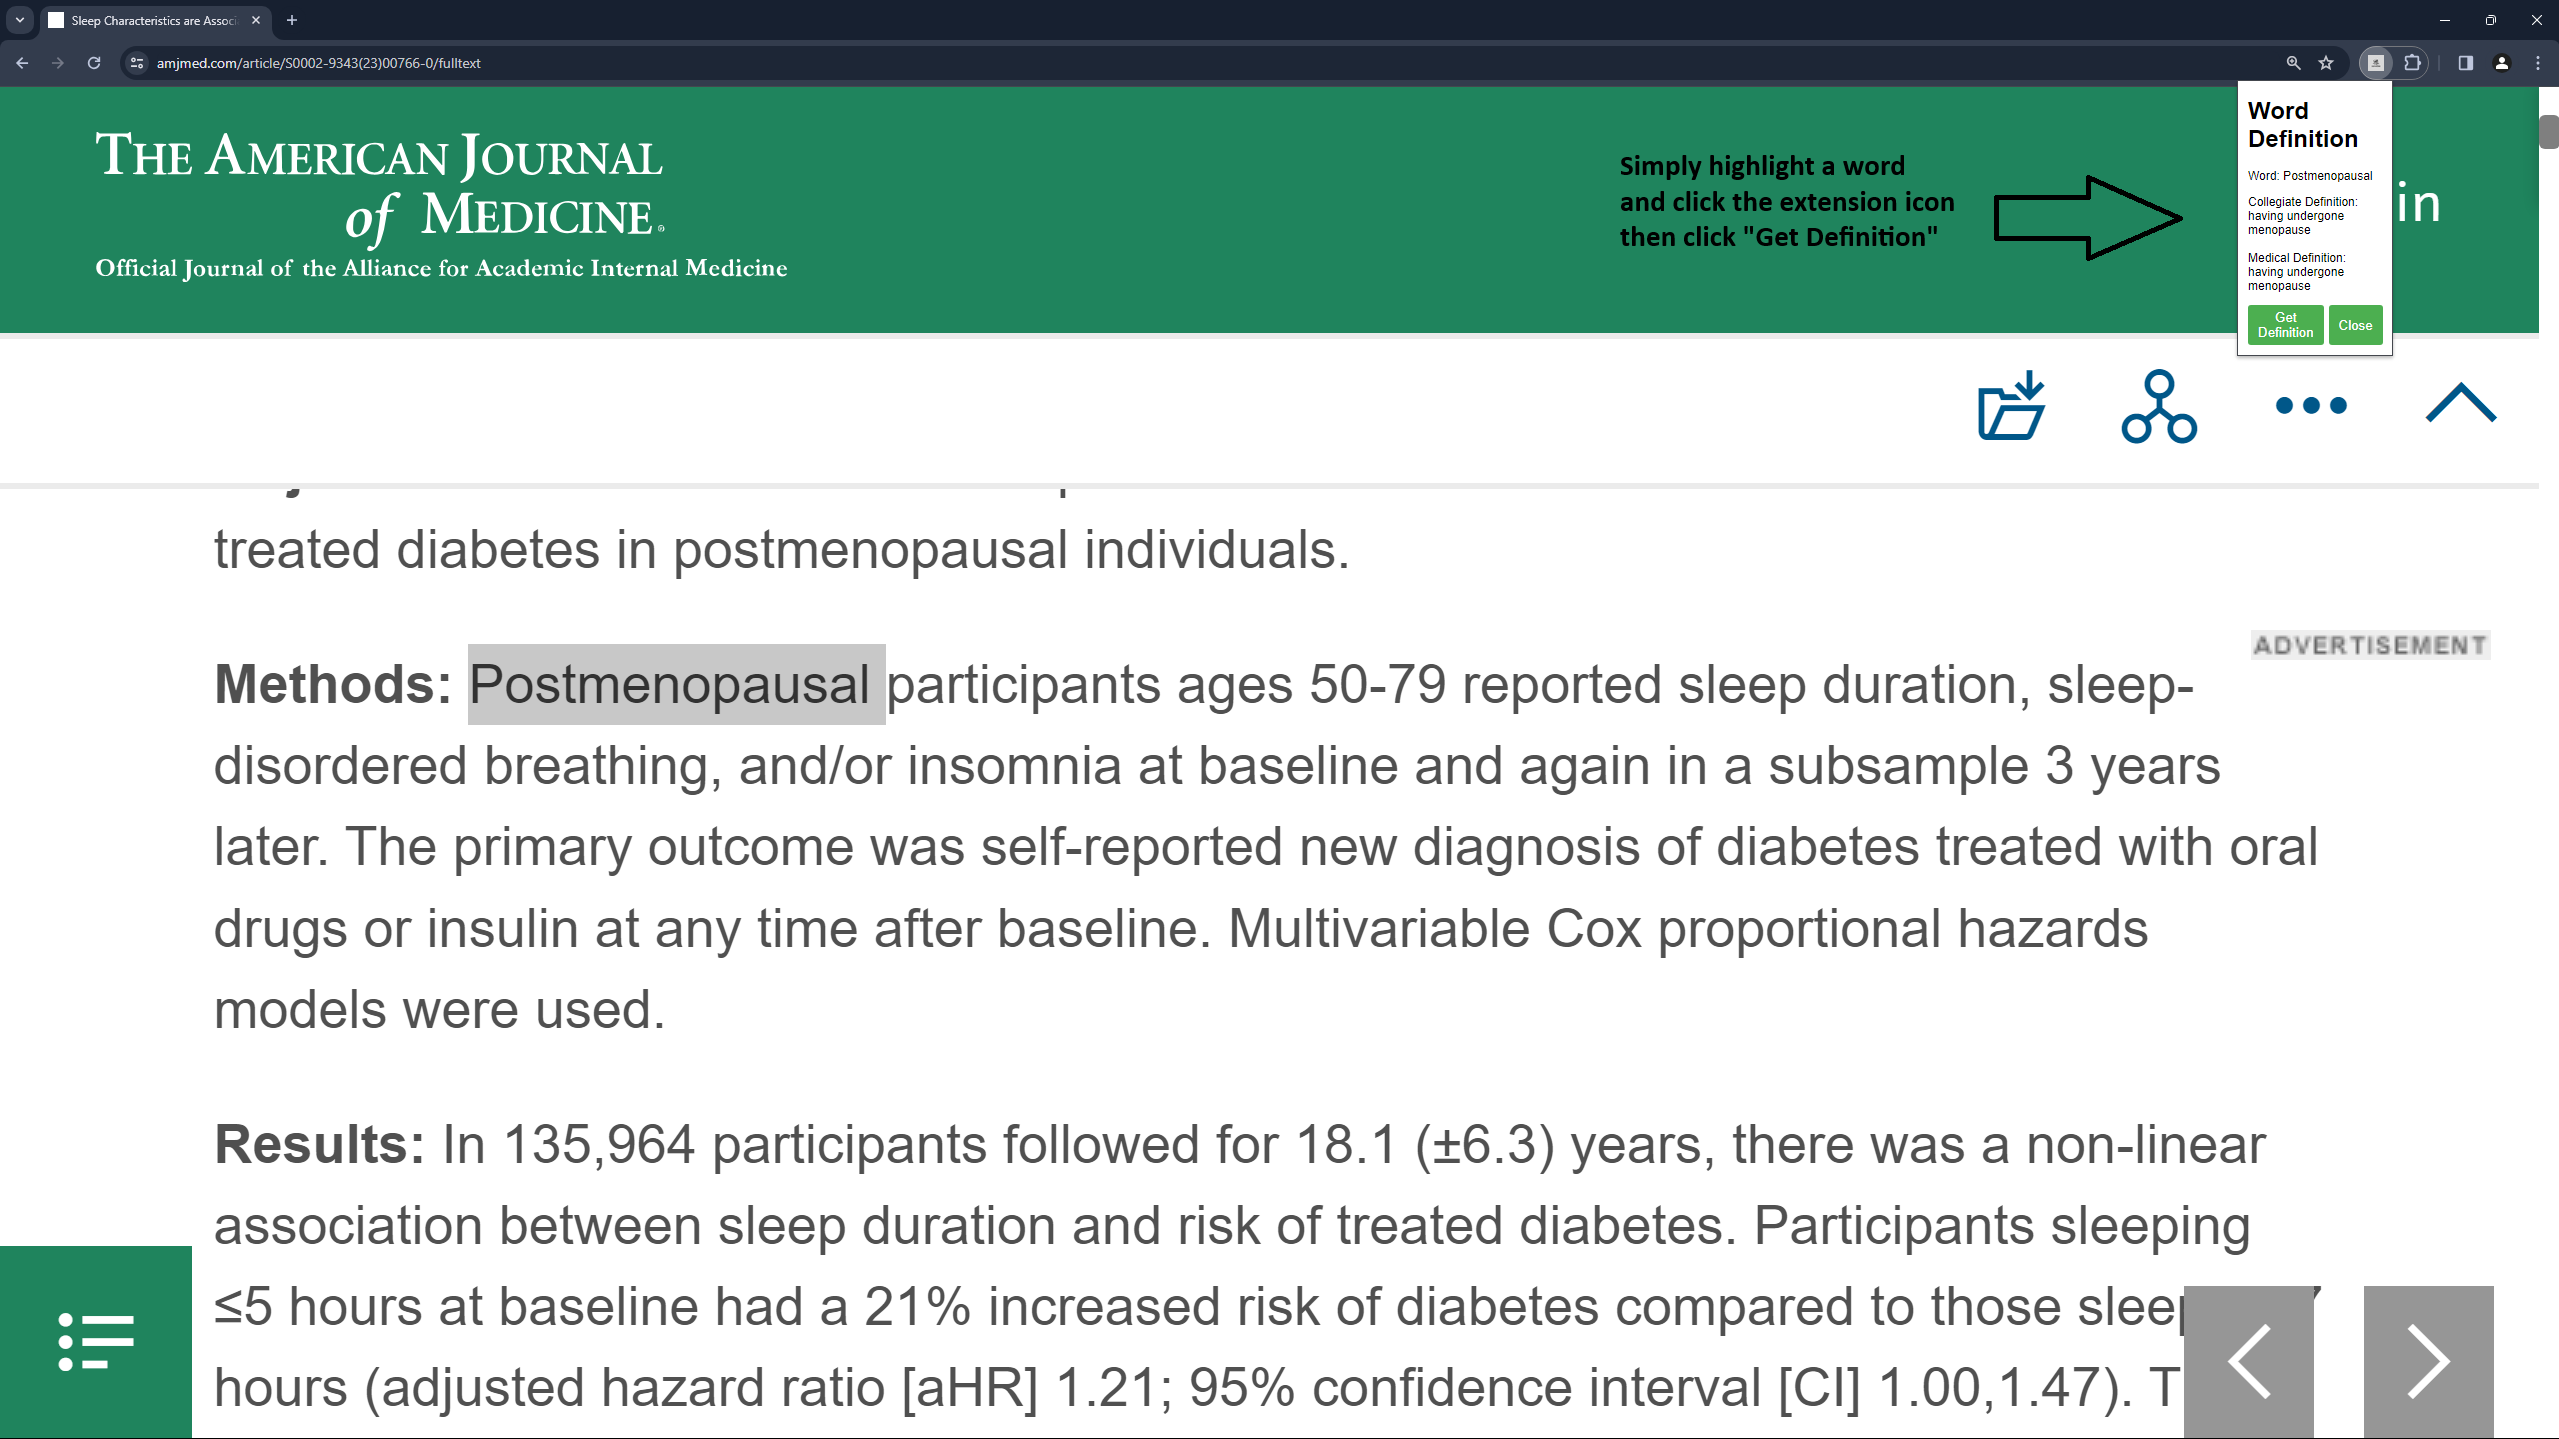 Sleep Characteristics are Associ
amjmed.com/article/S0002-9343(23)00766-0/fulltext
THE AMERICAN JOURNAL
of MEDICINE®
Official Journal of the Alliance for Academic Internal Medicine
Simply highlight a word
and click the extension icon
then click "Get Definition"
Word
Definition
Word: Postmenopausal
Collegiate Definition:
having undergone
menopause
Medical Definition:
having undergone
menopause
Get
Definition
Close
in
treated diabetes in postmenopausal individuals.
ADVERTISEMENT
Methods: Postmenopausal participants ages 50-79 reported sleep duration, sleep-
disordered breathing, and/or insomnia at baseline and again in a subsample 3 years
later. The primary outcome was self-reported new diagnosis of diabetes treated with oral
drugs or insulin at any time after baseline. Multivariable Cox proportional hazards
models were used.
Results: In 135,964 participants followed for 18.1 (±6.3) years, there was a non-linear
association between sleep duration and risk of treated diabetes. Participants sleeping
≤5 hours at baseline had a 21% increased risk of diabetes compared to those sleep
hours (adjusted hazard ratio [aHR] 1.21; 95% confidence interval [CI] 1.00,1.47). T